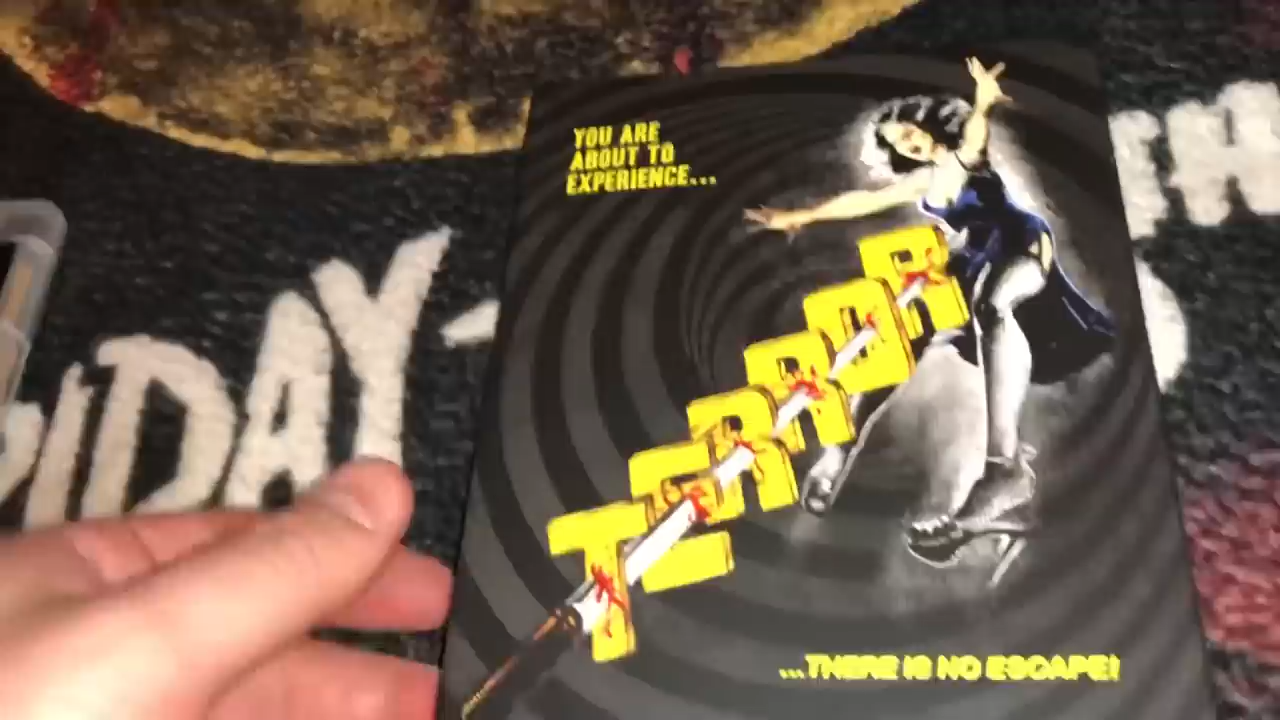 YOU ARE
ABOUT TO
EXPERIENCE...
TERROR
...THERE IS NO ESCAPE!
IDAY